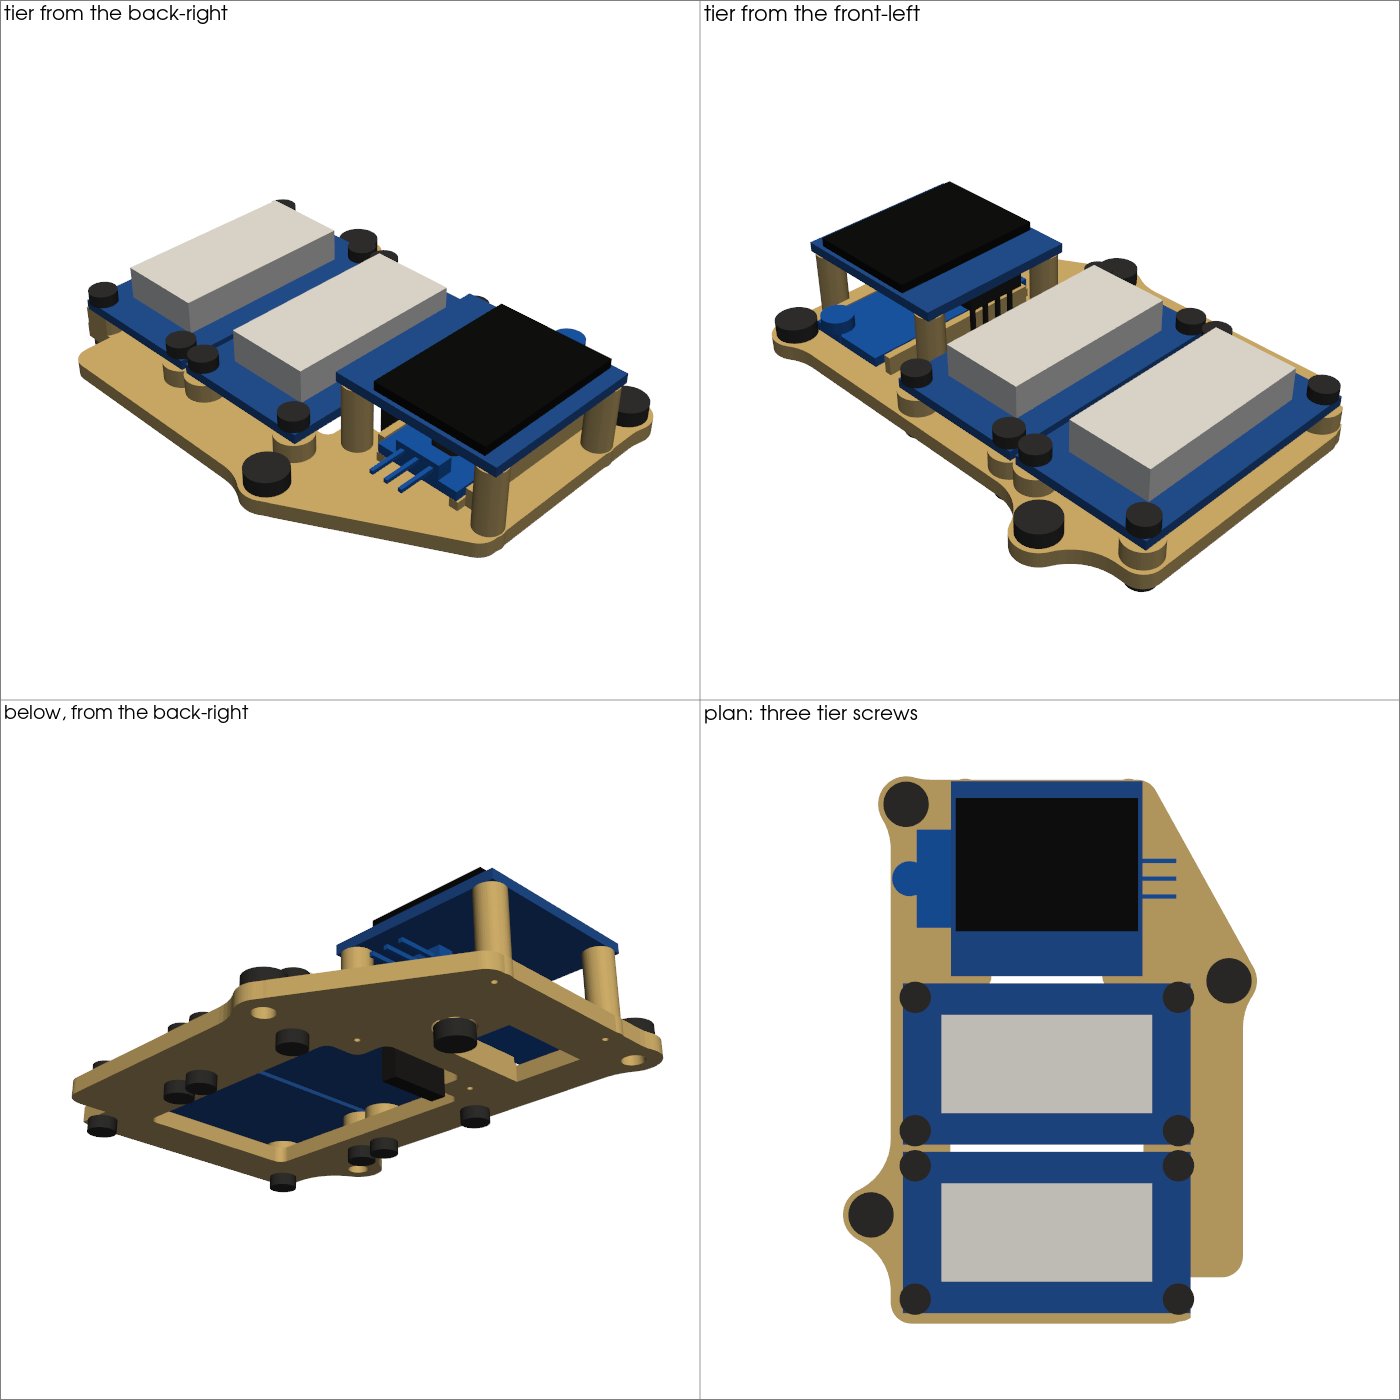 tier from the back-right
tier from the front-left
below, from the back-right
plan: three tier screws